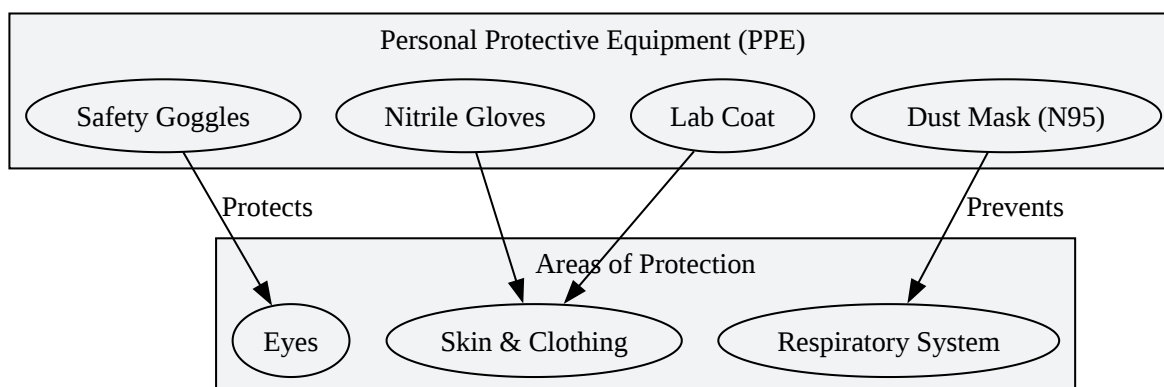 Personal Protective Equipment (PPE)
Safety Goggles
Nitrile Gloves
Lab Coat
Dust Mask (N95)
Protects
Prevents
Areas of Protection
Eyes
Skin & Clothing
Respiratory System